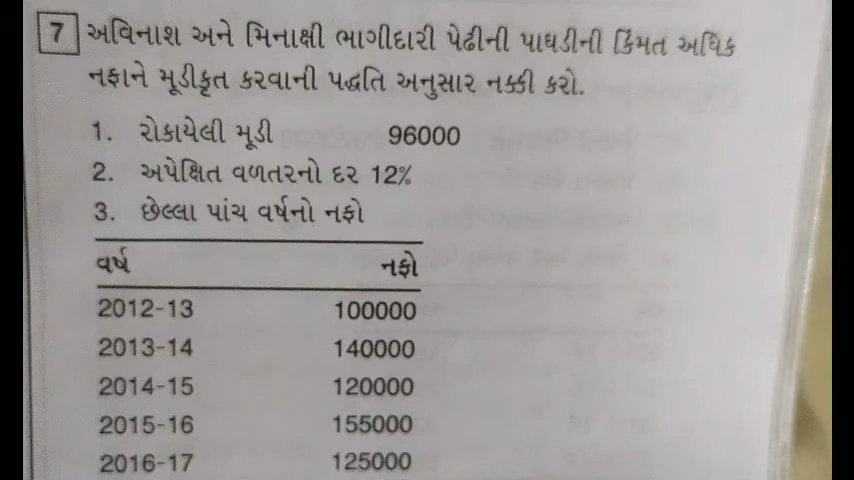 7 અવિનાશ અને મિનાક્ષી ભાગીદારી પેઢીની પાઘડીની કિંમત અધિક
નફાને મૂડીકૃત કરવાની પદ્ધતિ અનુસાર નક્કી કરો.
1. રોકાયેલી મૂડી 96000
2. અપેક્ષિત વળતરનો દર 12%
3. છેલ્લા પાંચ વર્ષનો નફો
વર્ષ નફો
2012-13 100000
2013-14 140000
2014-15 120000
2015-16 155000
2016-17 125000